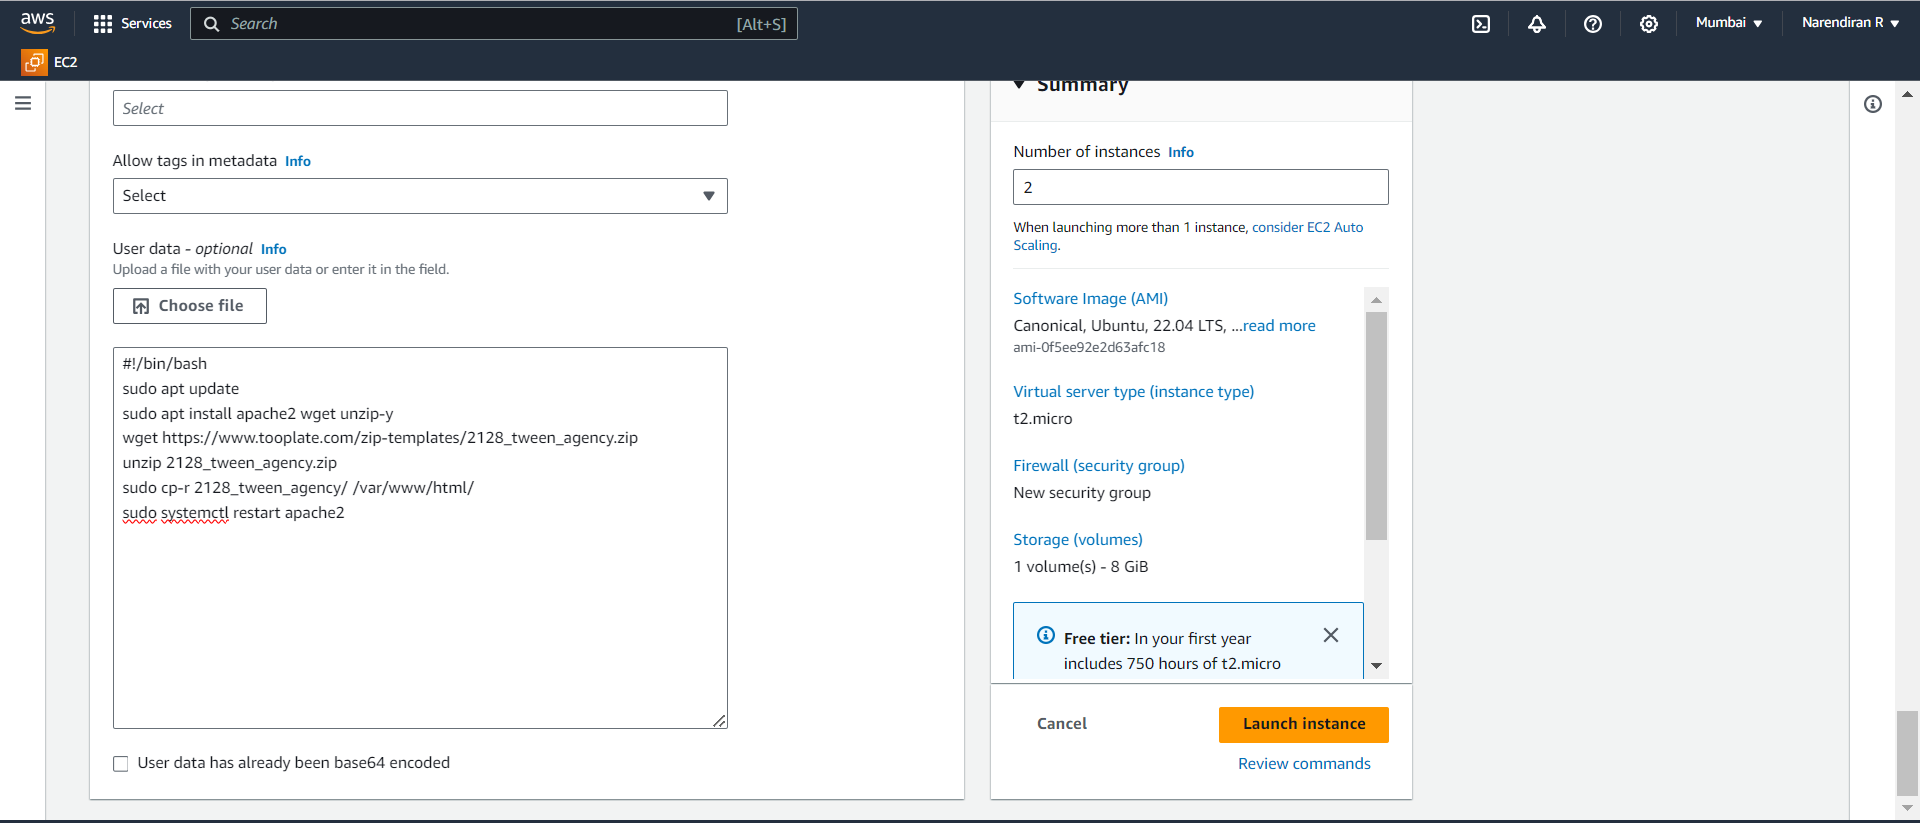 aws
Services
Search
[Alt+S]
Mumbai
Narendiran R
EC2
Select
Allow tags in metadata Info
Select
User data - optional Info
Upload a file with your user data or enter it in the field.
Choose file
#!/bin/bash
sudo apt update
sudo apt install apache2 wget unzip-y
wget https://www.tooplate.com/zip-templates/2128_tween_agency.zip
unzip 2128_tween_agency.zip
sudo cp-r 2128_tween_agency/ /var/www/html/
sudo systemctl restart apache2
User data has already been base64 encoded
Summary
Number of instances Info
2
When launching more than 1 instance, consider EC2 Auto
Scaling.
Software Image (AMI)
Canonical, Ubuntu, 22.04 LTS, ...read more
ami-0f5ee92e2d63afc18
Virtual server type (instance type)
t2.micro
Firewall (security group)
New security group
Storage (volumes)
1 volume(s) - 8 GiB
Free tier: In your first year
includes 750 hours of t2.micro
Cancel
Launch instance
Review commands